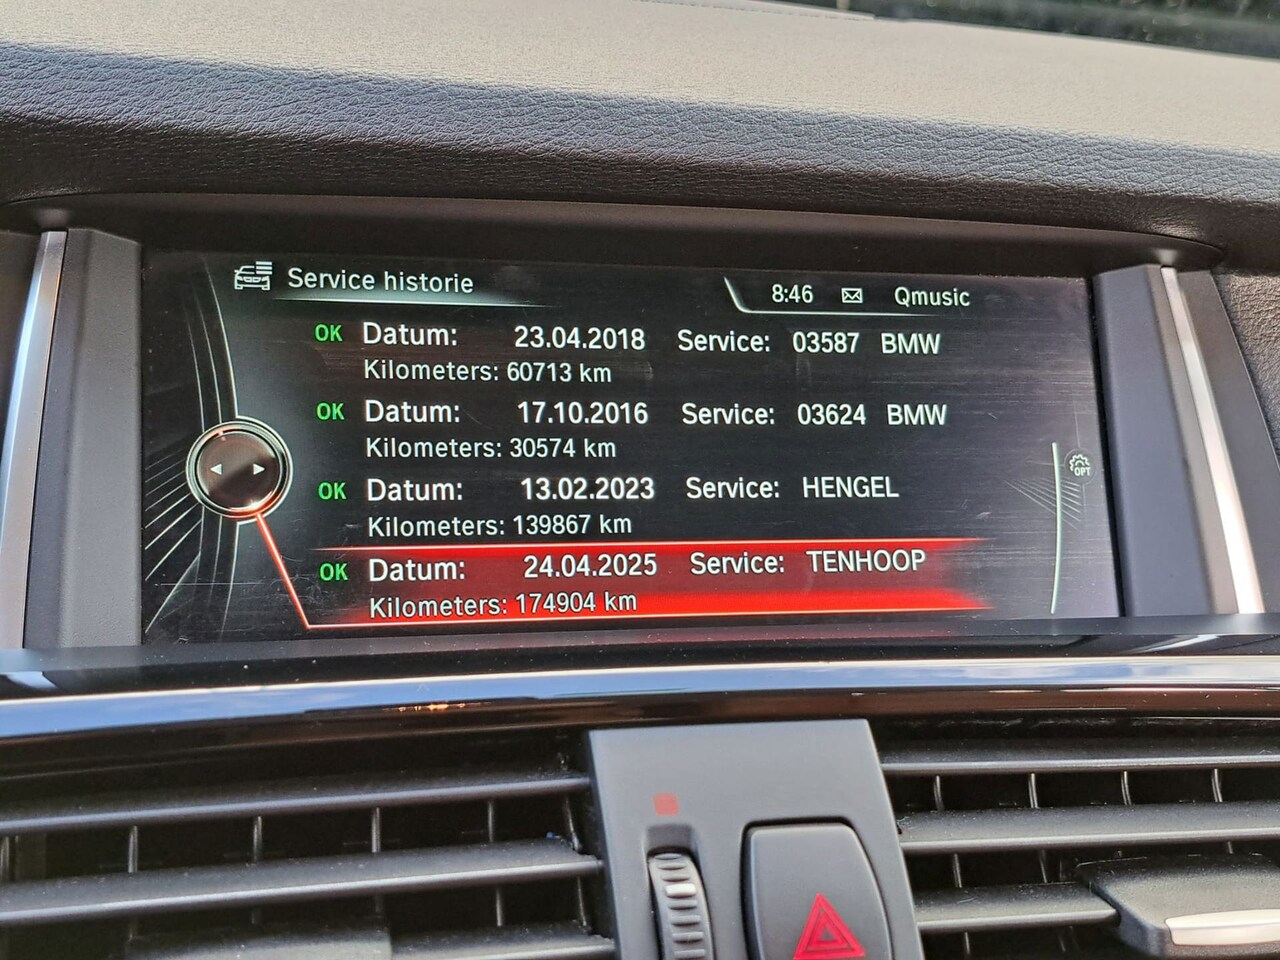 Service historie
8:46 Qmusic
OK Datum: 23.04.2018 Service: 03587 BMW
Kilometers: 60713 km
OK Datum: 17.10.2016 Service: 03624 BMW
Kilometers: 30574 km
OK Datum: 13.02.2023 Service: HENGEL
Kilometers: 139867 km
OK Datum: 24.04.2025 Service: TENHOOP
Kilometers: 174904 km
OPT